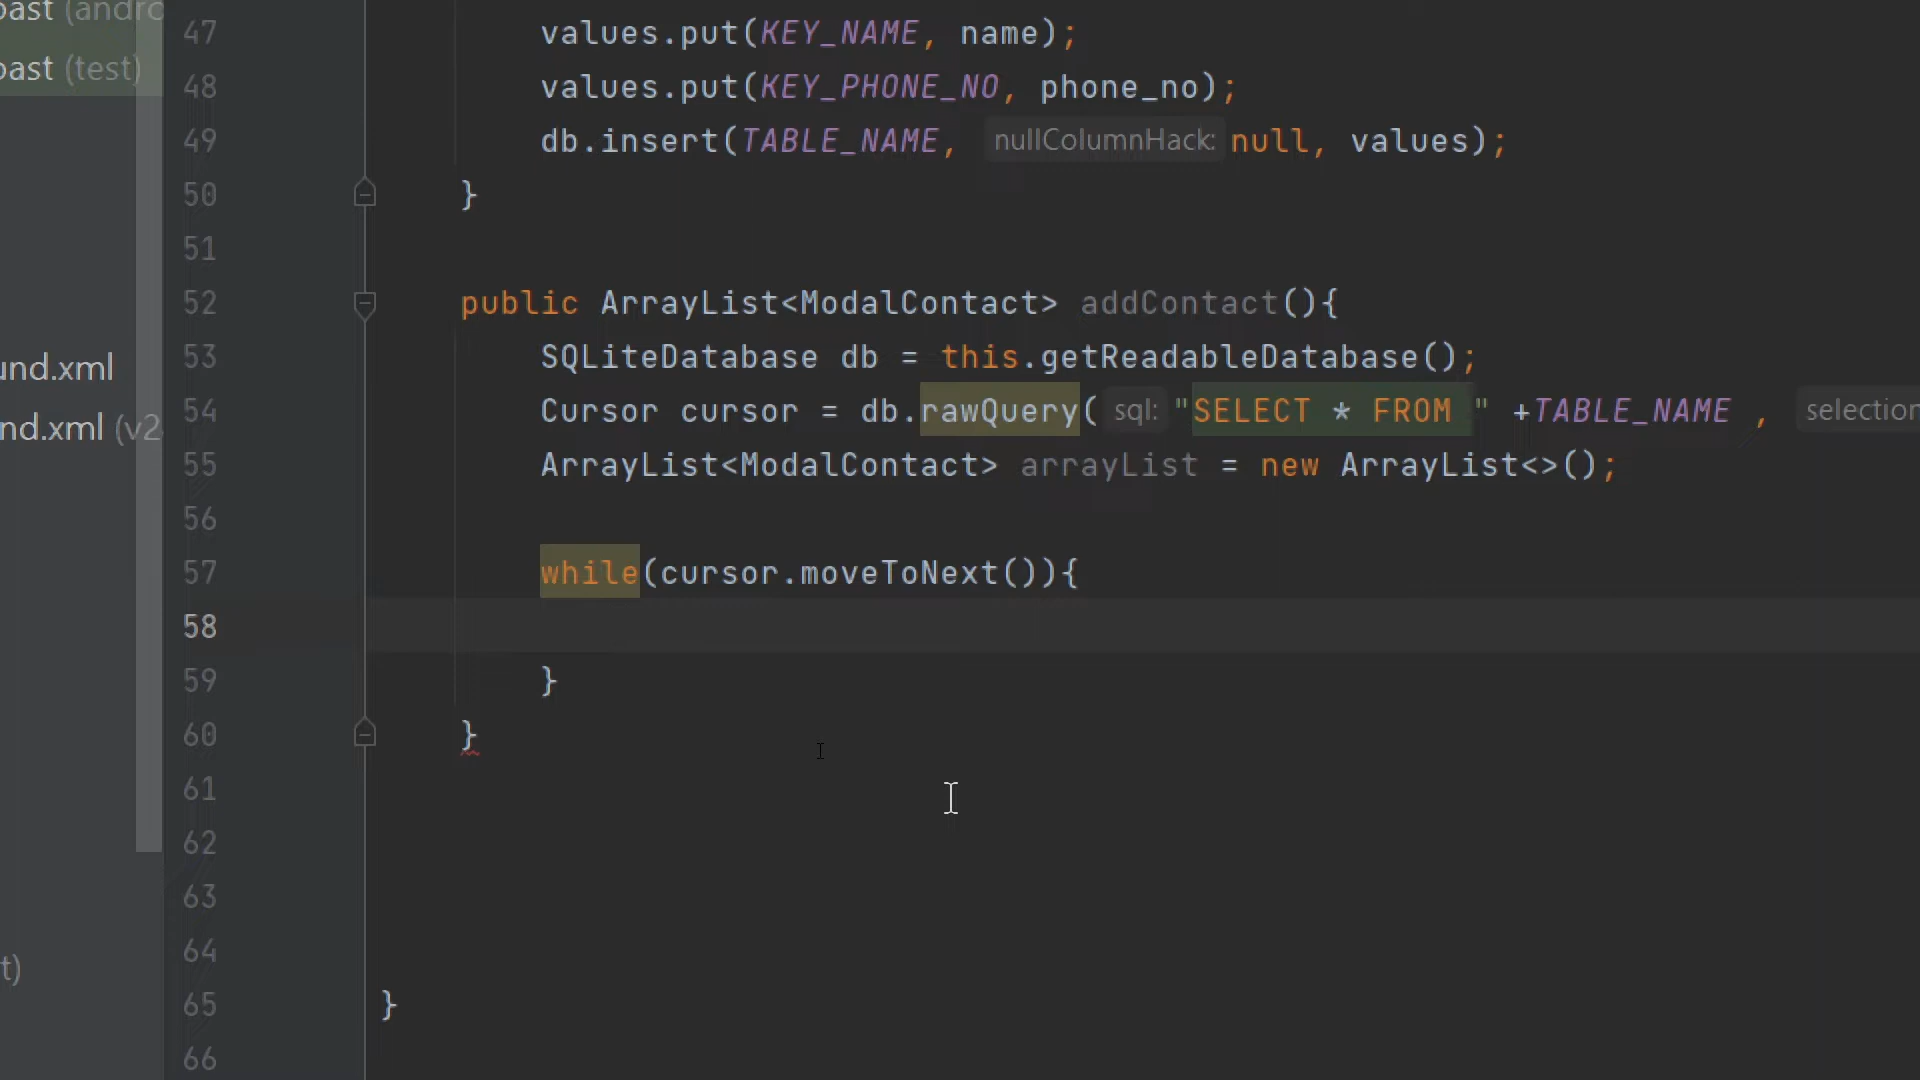 oast (andro
oast (test)
und.xml
nd.xml (v2
t)
47 values.put(KEY_NAME, name);
48 values.put(KEY_PHONE_NO, phone_no);
49 db.insert(TABLE_NAME, nullColumnHack: null, values);
50 }
51
52 public ArrayList<ModalContact> addContact(){
53 SQLiteDatabase db = this.getReadableDatabase();
54 Cursor cursor = db.rawQuery( sql: "SELECT * FROM " +TABLE_NAME , selection
55 ArrayList<ModalContact> arrayList = new ArrayList<>();
56
57 while(cursor.moveToNext()){
58
59 }
60 }
61
62
63
64
65 }
66